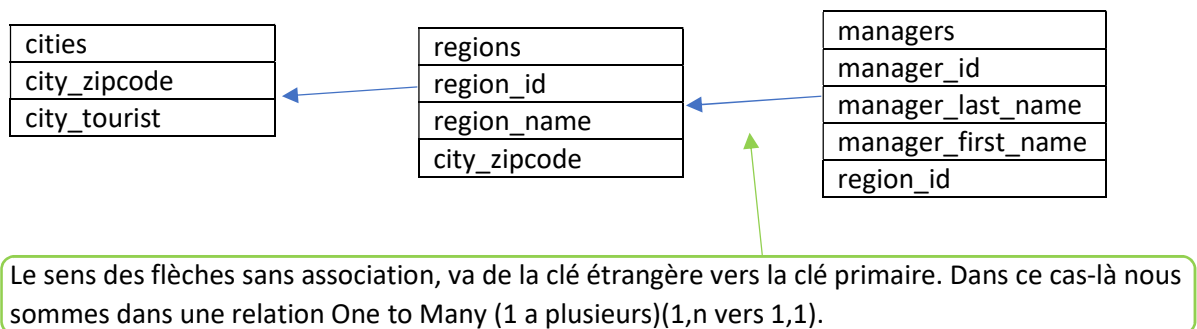 cities
city_zipcode
city_tourist
regions
region_id
region_name
city_zipcode
managers
manager_id
manager_last_name
manager_first_name
region_id
Le sens des flèches sans association, va de la clé étrangère vers la clé primaire. Dans ce cas-là nous
sommes dans une relation One to Many (1 a plusieurs)(1,n vers 1,1).